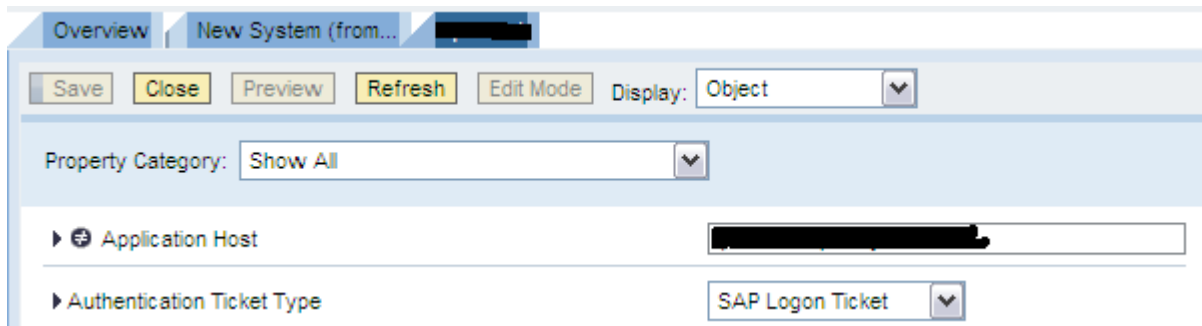 Overview New System (from...
Save Close Preview Refresh Edit Mode Display: Object
Property Category: Show All
Application Host
Authentication Ticket Type SAP Logon Ticket